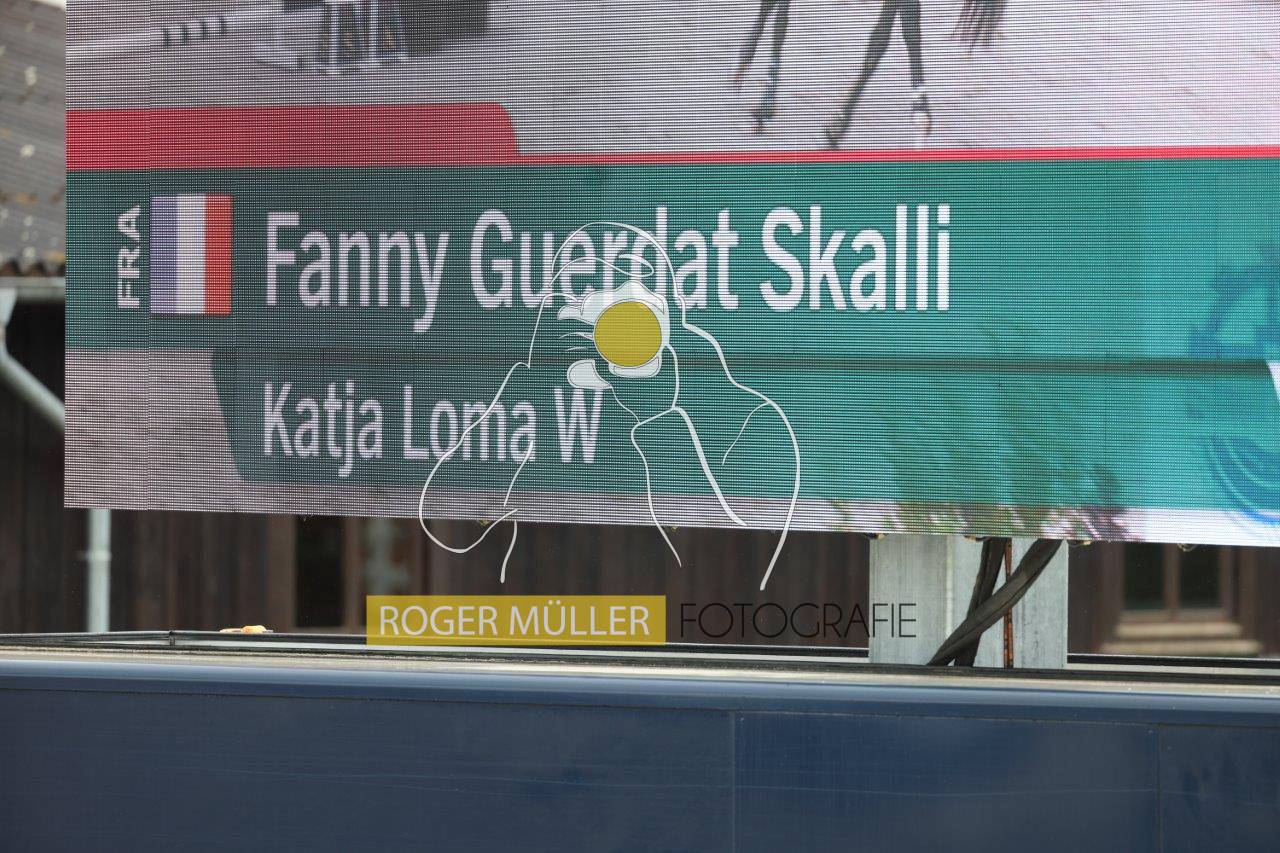 FRA
Fanny Guerdat Skalli
Katja Loma W
ROGER MÜLLER FOTOGRAFIE